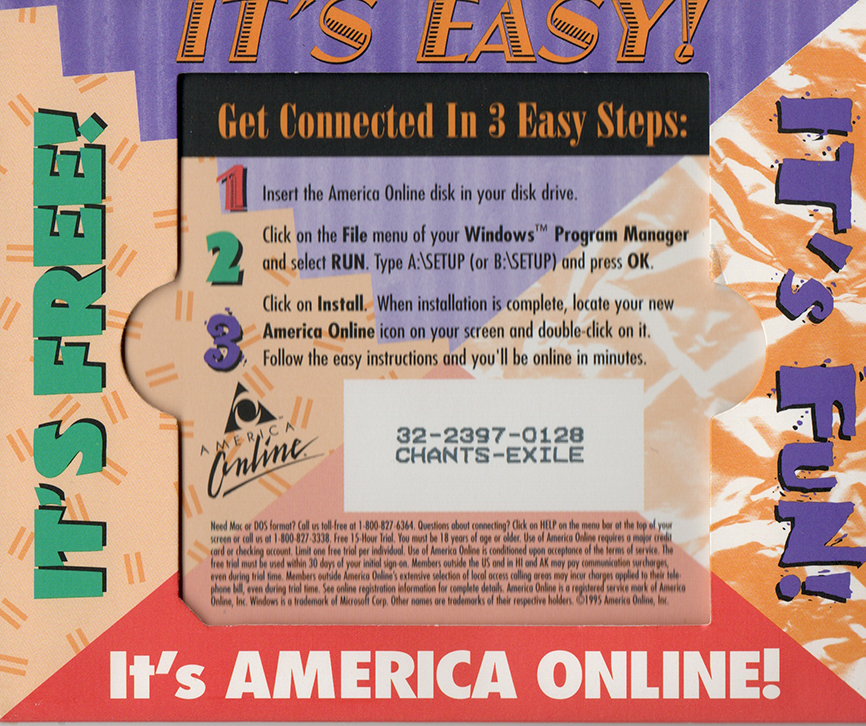 IT'S EASY!
IT'S FREE!
IT'S FUN!
Get Connected In 3 Easy Steps:
1 Insert the America Online disk in your disk drive.
2 Click on the File menu of your Windows™ Program Manager
and select RUN. Type A:\SETUP (or B:\SETUP) and press OK.
3 Click on Install. When installation is complete, locate your new
America Online icon on your screen and double-click on it.
Follow the easy instructions and you'll be online in minutes.
AMERICA
Online.
32-2397-0128
CHANTS-EXILE
Need Mac or DOS format? Call us toll-free at 1-800-827-6364. Questions about connecting? Click on HELP on the menu bar at the top of your
screen or call us at 1-800-827-3338. Free 15-Hour Trial. You must be 18 years of age or older. Use of America Online requires a major credit
card or checking account. Limit one free trial per individual. Use of America Online is conditioned upon acceptance of the terms of service. The
free trial must be used within 30 days of your initial sign-on. Members outside the US and in HI and AK may pay communication surcharges,
even during trial time. Members outside America Online's extensive selection of local access calling areas may incur charges applied to their tele-
phone bill, even during trial time. See online registration information for complete details. America Online is a registered service mark of America
Online, Inc. Windows is a trademark of Microsoft Corp. Other names are trademarks of their respective holders. ©1995 America Online, Inc.
It's AMERICA ONLINE!